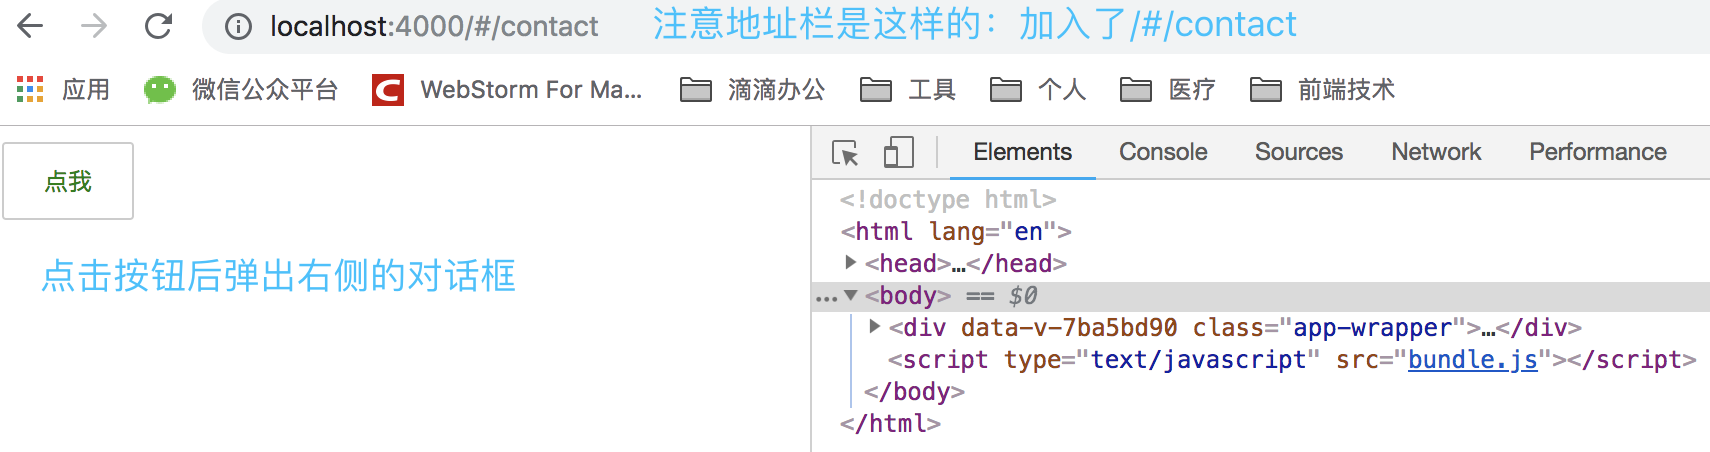 localhost:4000/#/contact 注意地址栏是这样的：加入了/#/contact
应用 微信公众平台 WebStorm For Ma... 滴滴办公 工具 个人 医疗 前端技术
点我
点击按钮后弹出右侧的对话框
Elements Console Sources Network Performance
<!doctype html>
<html lang="en">
<head>…</head>
<body> == $0
<div data-v-7ba5bd90 class="app-wrapper">…</div>
<script type="text/javascript" src="bundle.js"></script>
</body>
</html>